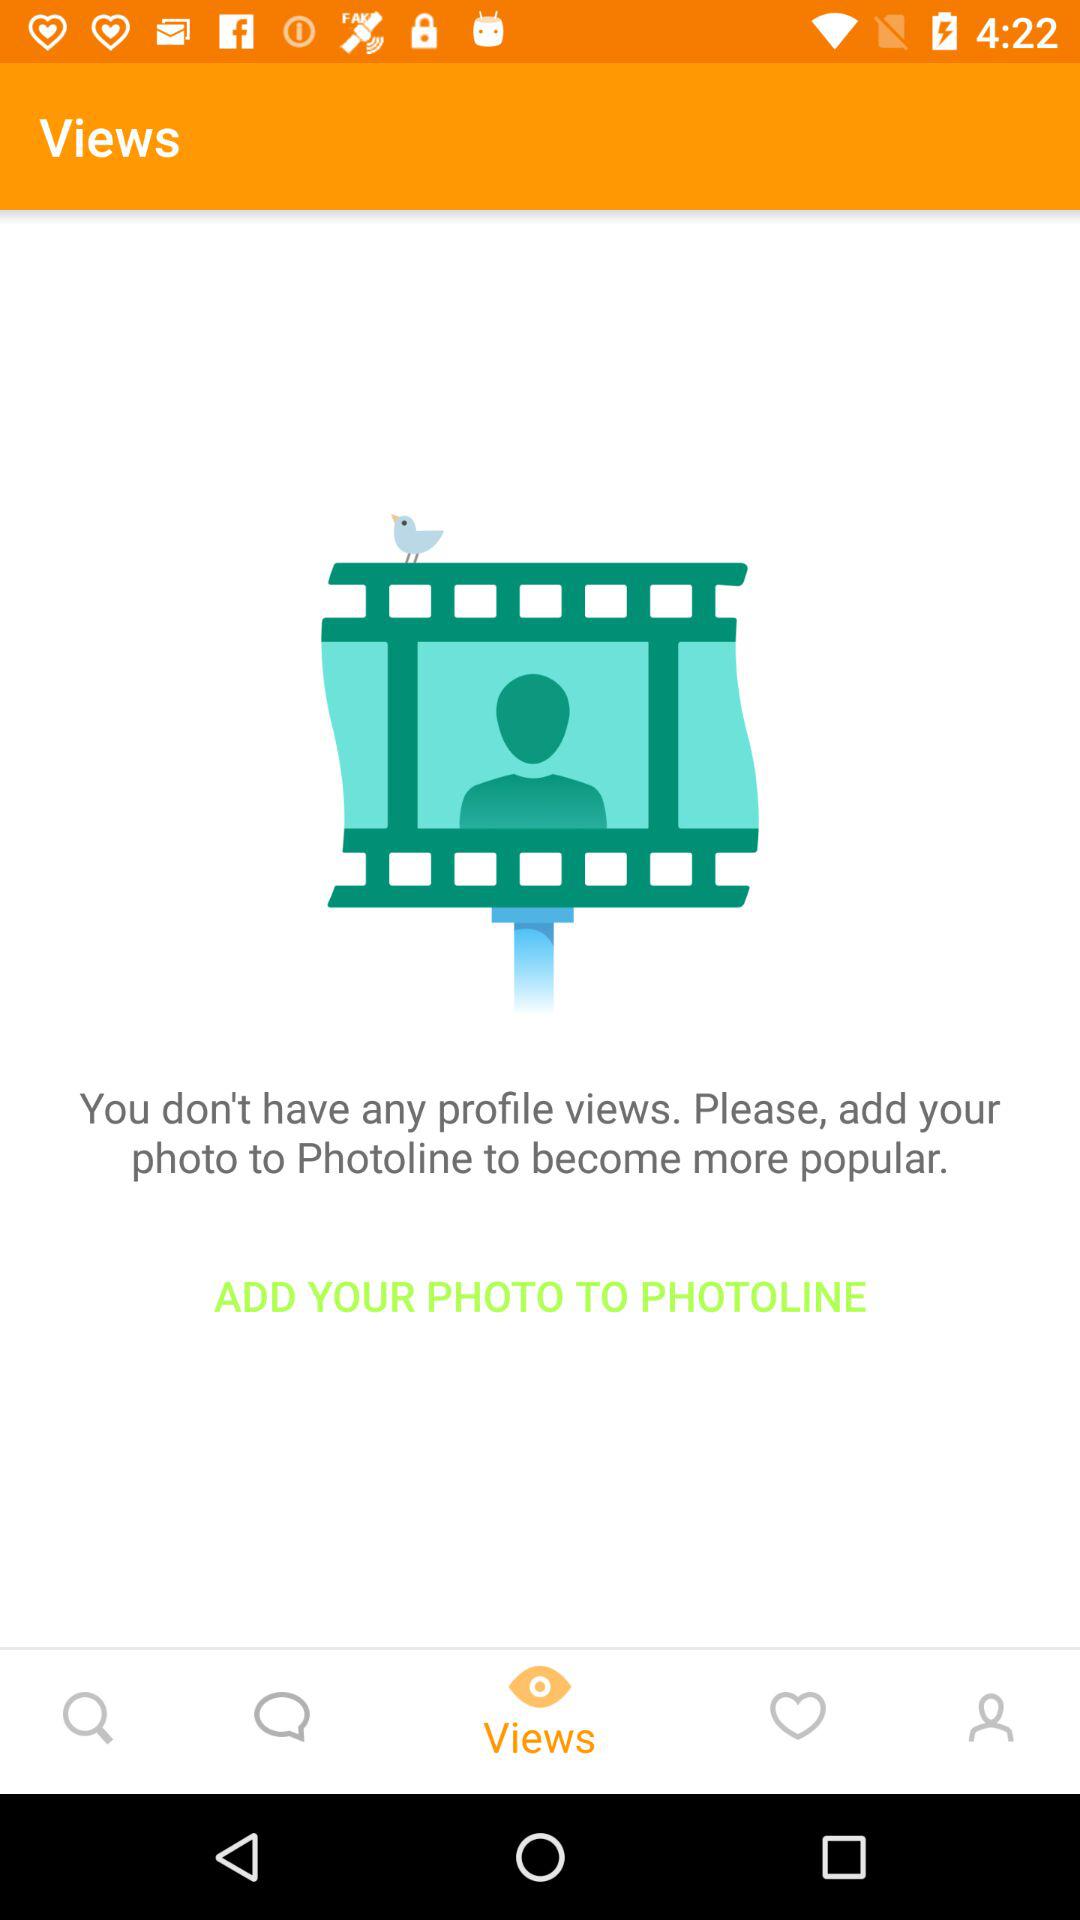 FAKE 4:22
Views
You don't have any profile views. Please, add your
photo to Photoline to become more popular.
ADD YOUR PHOTO TO PHOTOLINE
Views